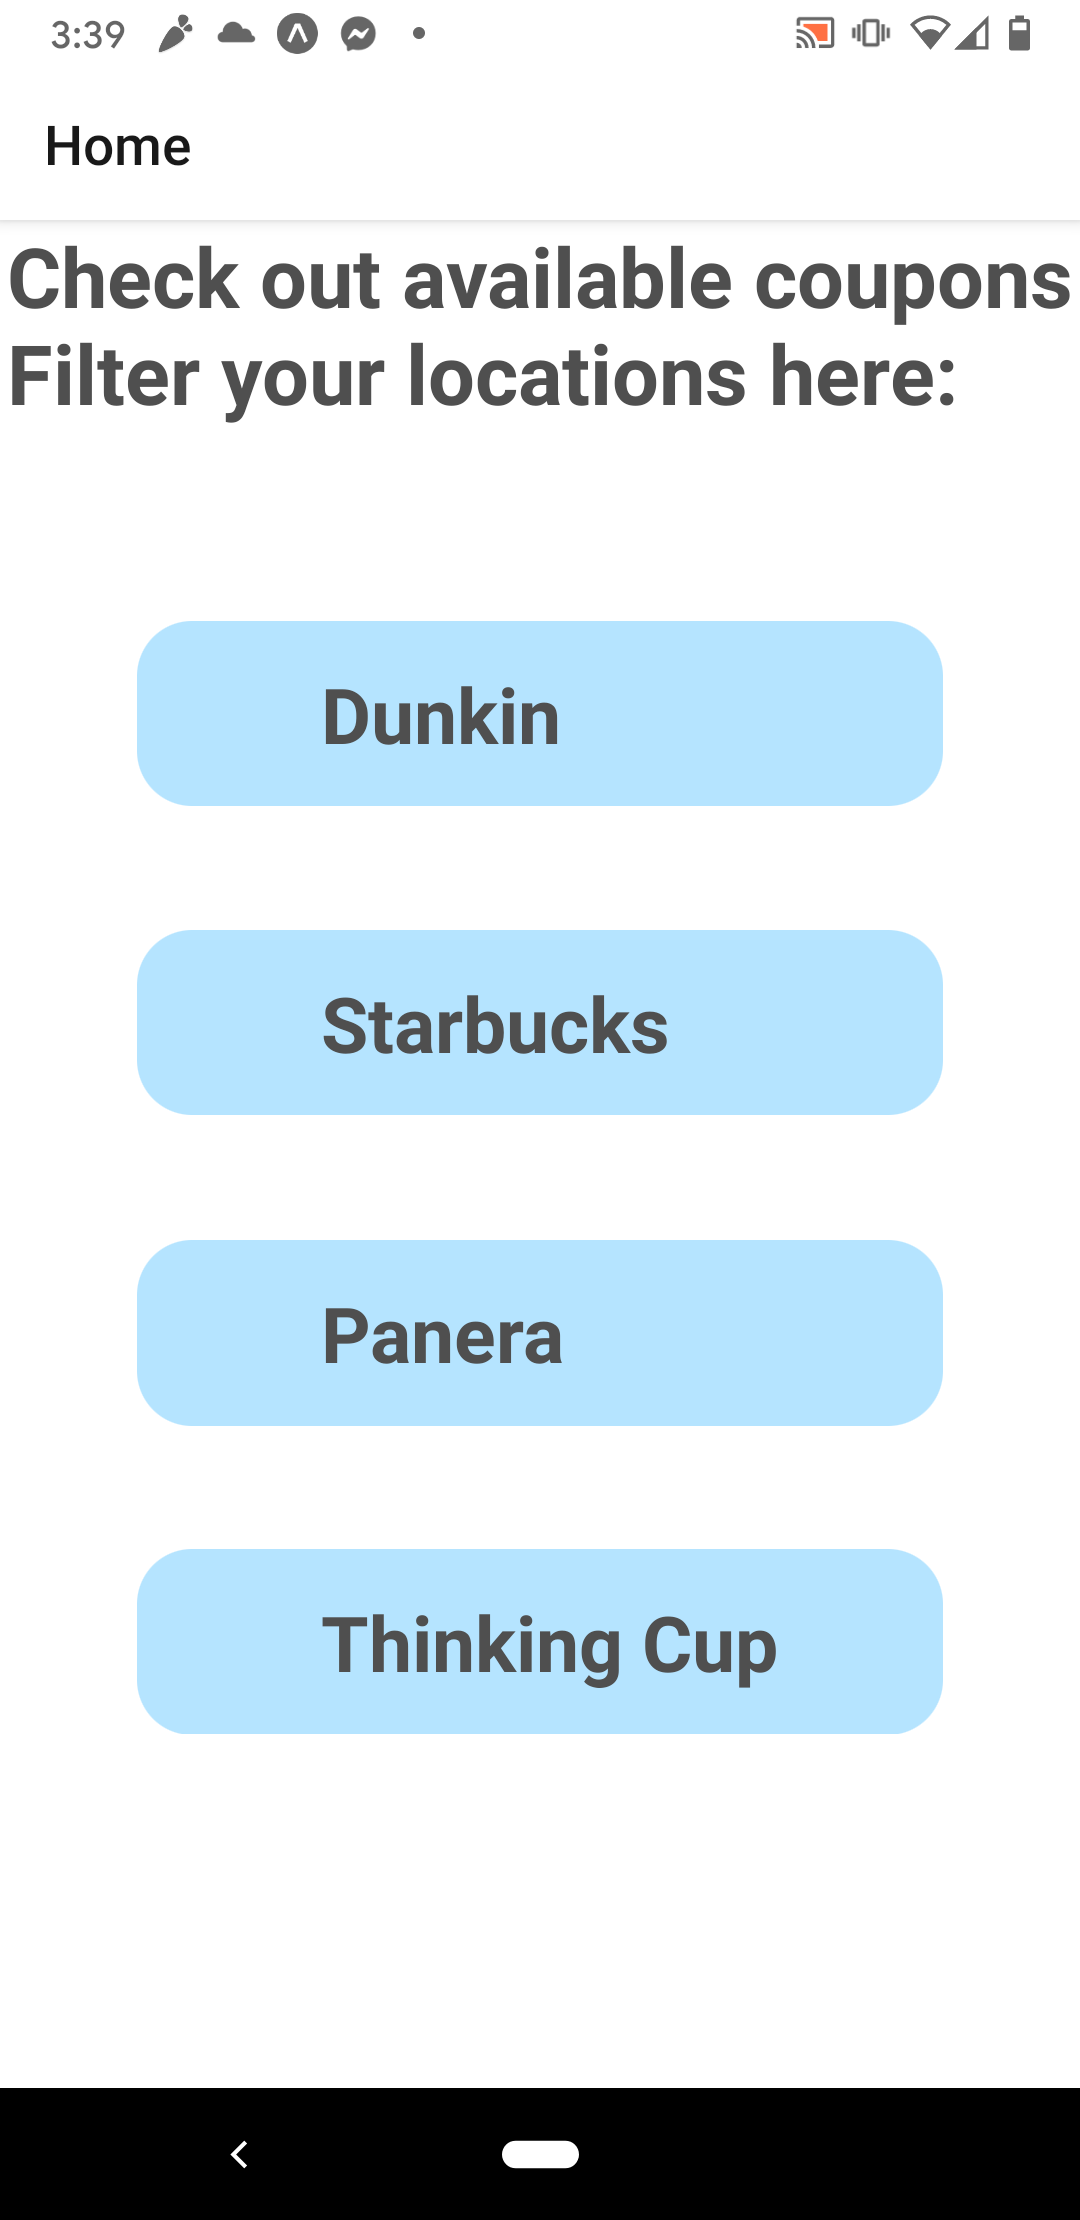 3:39
Home
Check out available coupons
Filter your locations here:
Dunkin
Starbucks
Panera
Thinking Cup